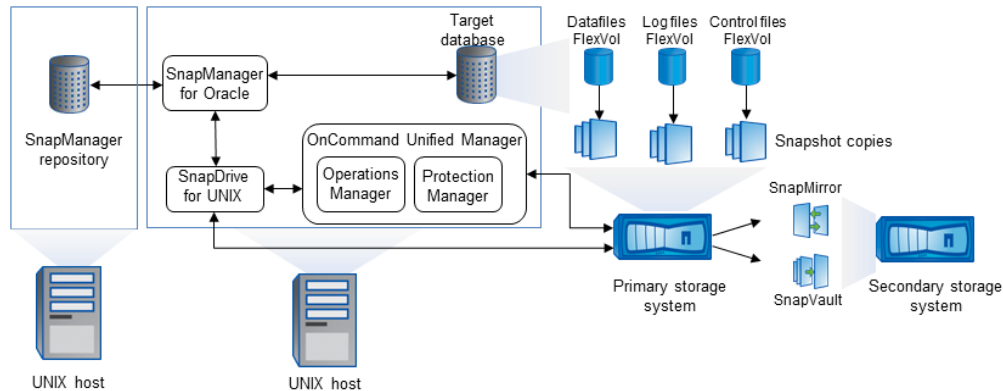 Target
database
Datafiles
FlexVol
Log files
FlexVol
Control files
FlexVol
SnapManager
for Oracle
SnapManager
repository
OnCommand Unified Manager
Operations
Manager
Protection
Manager
SnapDrive
for UNIX
Snapshot copies
SnapMirror
SnapVault
Primary storage
system
Secondary storage
system
UNIX host
UNIX host